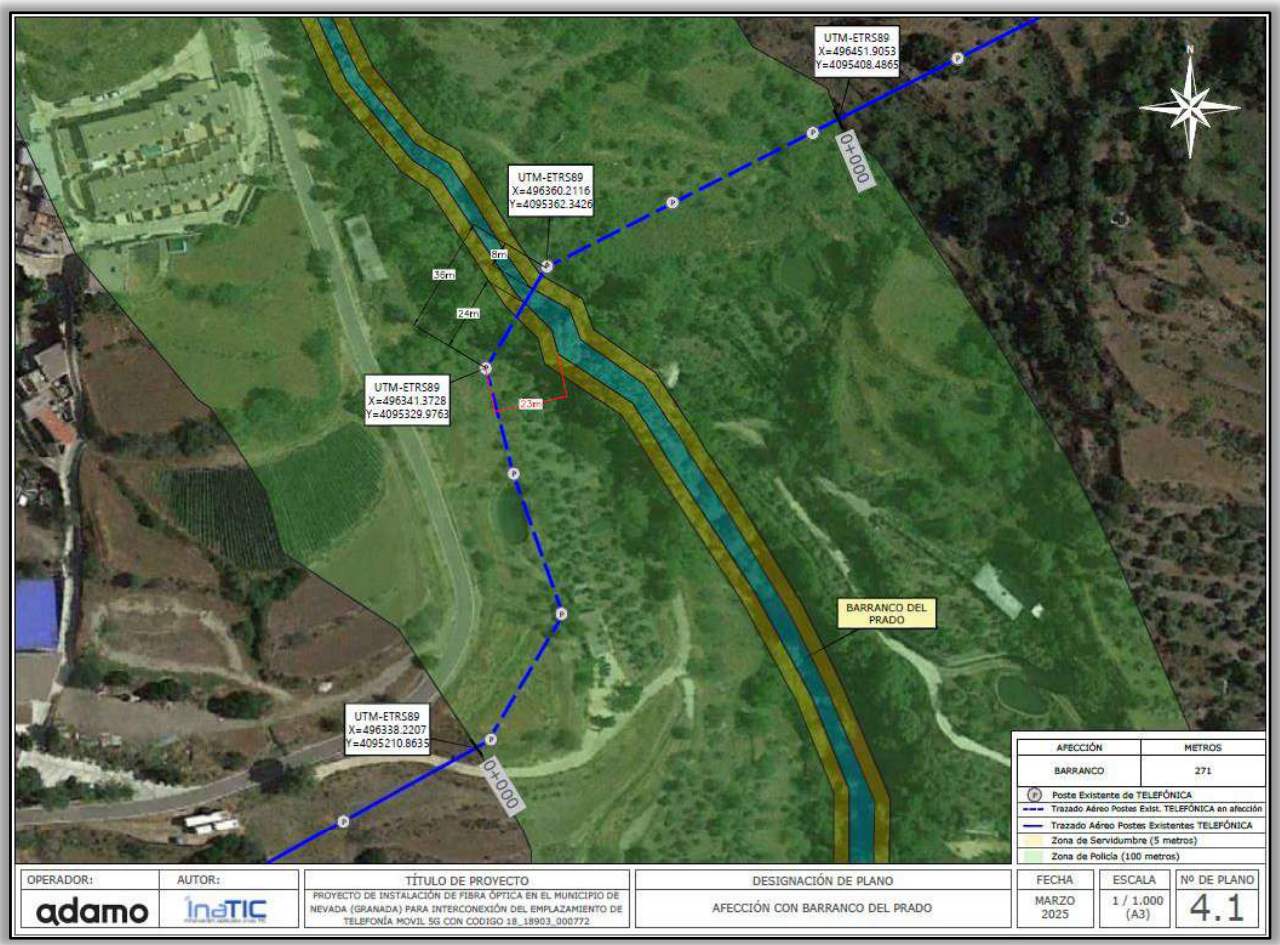 UTM-ETRS89
X=496451.9053
Y=4095408.4865
N
P
P
0+000
UTM-ETRS89
X=496360.2116
Y=4095362.3426
P
8m
P
36m
24m
P
UTM-ETRS89
X=496341.3728
Y=4095329.9763
23m
P
P
BARRANCO DEL
PRADO
UTM-ETRS89
X=496338.2207
Y=4095210.8635
P
0+000
P
AFECCIÓN METROS
BARRANCO 271
P Poste Existente de TELEFÓNICA
Trazado Aéreo Postes Exist. TELEFÓNICA en afección
Trazado Aéreo Postes Existentes TELEFÓNICA
Zona de Servidumbre (5 metros)
Zona de Policía (100 metros)
OPERADOR:
adamo
AUTOR:
inaTIC
TÍTULO DE PROYECTO
PROYECTO DE INSTALACIÓN DE FIBRA ÓPTICA EN EL MUNICIPIO DE
NEVADA (GRANADA) PARA INTERCONEXIÓN DEL EMPLAZAMIENTO DE
TELEFONÍA MOVIL 5G CON CODIGO 18_18903_000772
DESIGNACIÓN DE PLANO
AFECCIÓN CON BARRANCO DEL PRADO
FECHA
MARZO
2025
ESCALA
1 / 1.000
(A3)
Nº DE PLANO
4.1